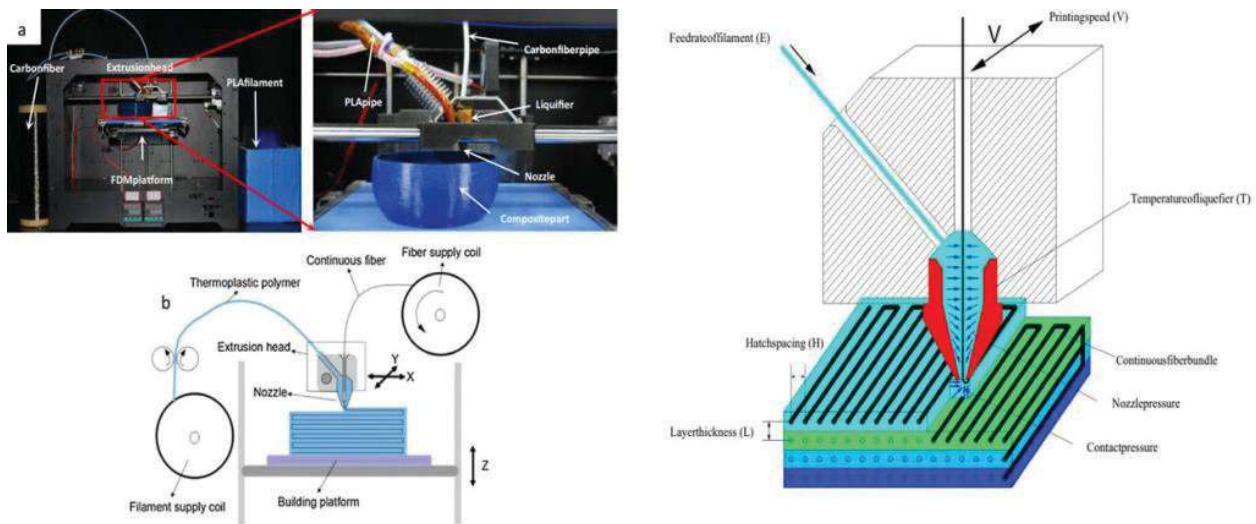 a
Carbonfiber
Extrusionhead
PLAfilament
FDMplatform
Carbonfiberpipe
PLApipe
Liquifier
Nozzle
Compositepart
b
Thermoplastic polymer
Continuous fiber
Fiber supply coil
Extrusion head
Y
X
Nozzle
Z
Filament supply coil
Building platform
Printingspeed (V)
V
Feedrateoffilament (E)
Temperatureofliquefier (T)
Hatchspacing (H)
Continuousfiberbundle
Nozzlepressure
Layerthickness (L)
Contactpressure